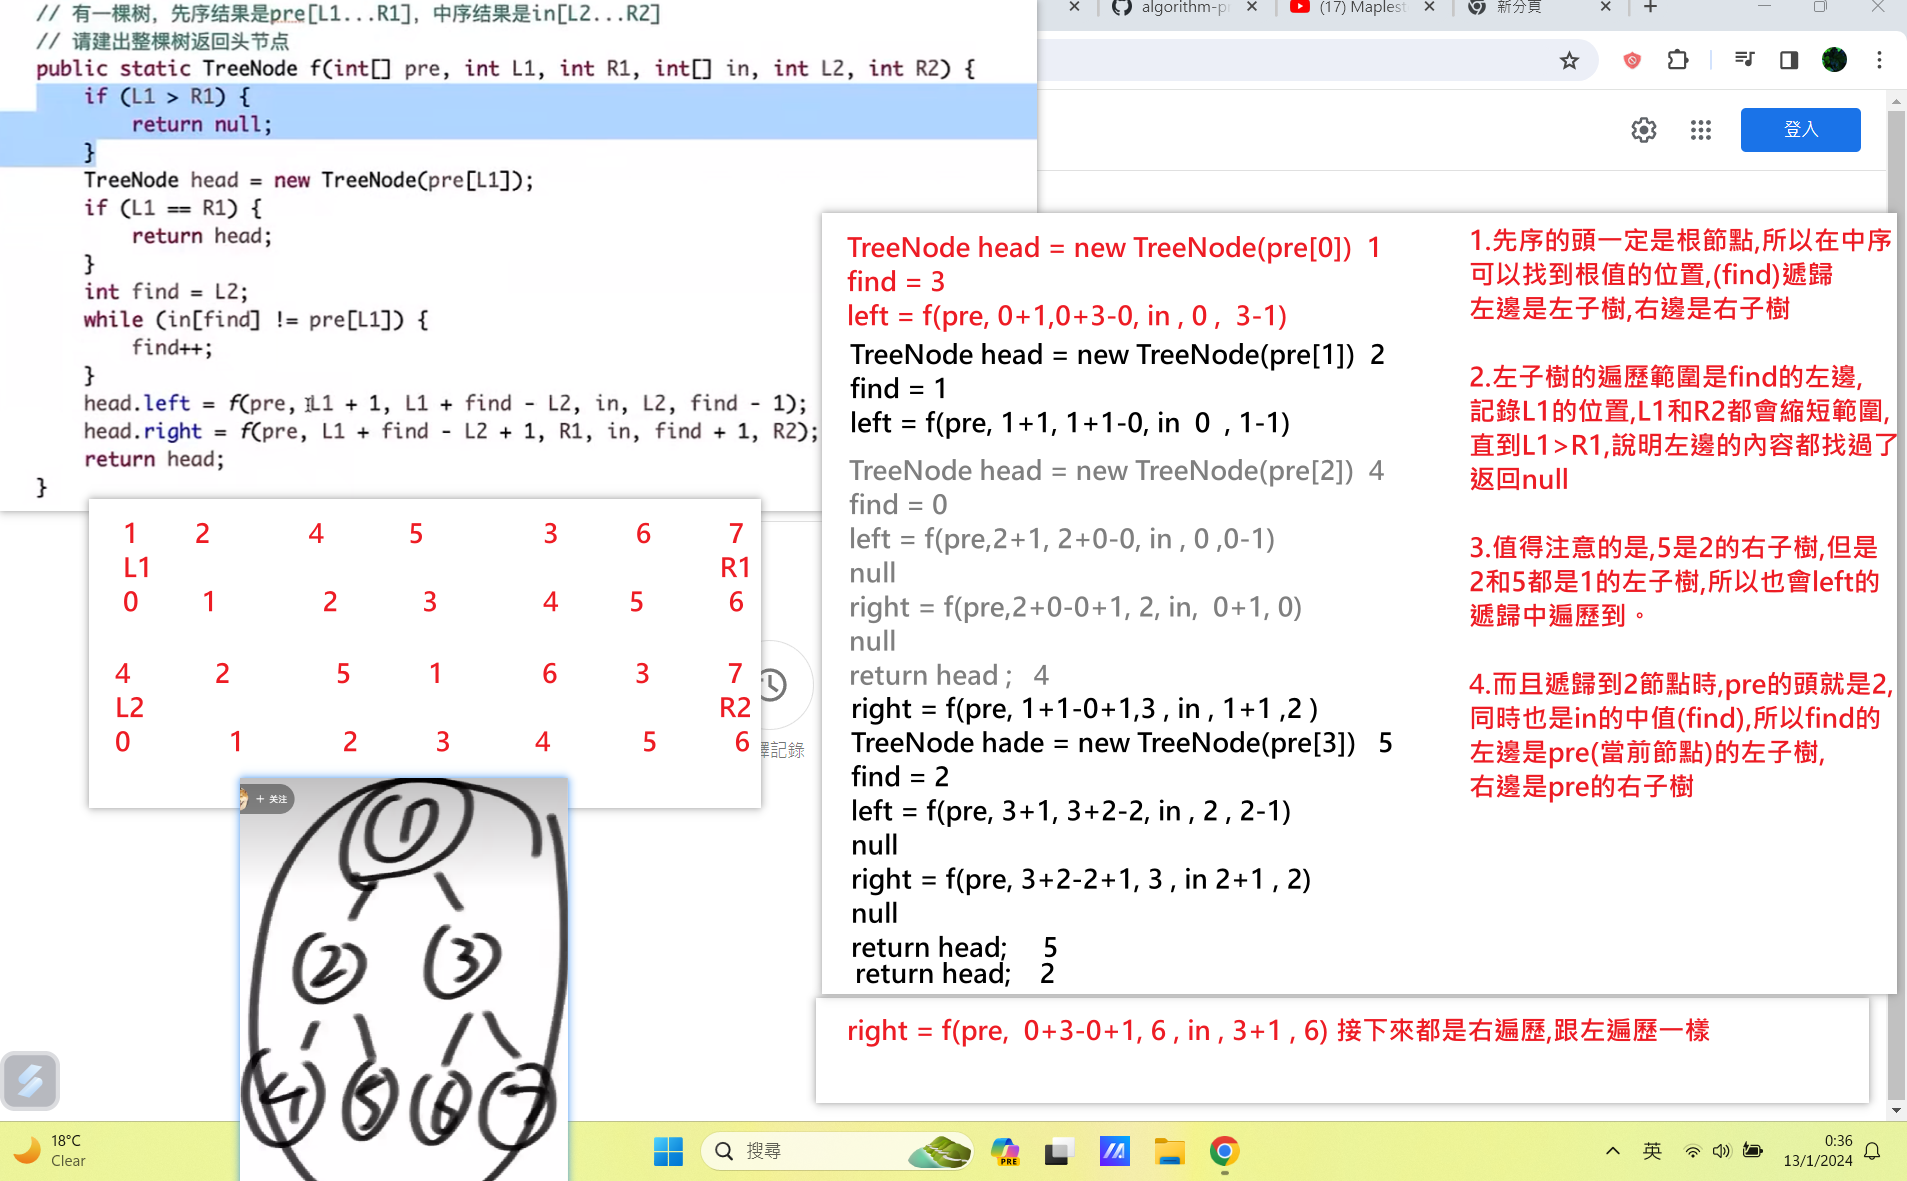 // 有一棵树，先序结果是pre[L1...R1]，中序结果是in[L2...R2]
// 请建出整棵树返回头节点
public static TreeNode f(int[] pre, int L1, int R1, int[] in, int L2, int R2) {
if (L1 > R1) {
return null;
}
TreeNode head = new TreeNode(pre[L1]);
if (L1 == R1) {
return head;
}
int find = L2;
while (in[find] != pre[L1]) {
find++;
}
head.left = f(pre, L1 + 1, L1 + find - L2, in, L2, find - 1);
head.right = f(pre, L1 + find - L2 + 1, R1, in, find + 1, R2);
return head;
}
algorithm-p
(17) Maplest
新分頁
登入
1 2 4 5 3 6 7
L1 R1
0 1 2 3 4 5 6
4 2 5 1 6 3 7
L2 R2
0 1 2 3 4 5 6
記錄
+ 关注
1
2 3
4 5 6 7
TreeNode head = new TreeNode(pre[0]) 1
find = 3
left = f(pre, 0+1,0+3-0, in , 0 , 3-1)
TreeNode head = new TreeNode(pre[1]) 2
find = 1
left = f(pre, 1+1, 1+1-0, in 0 , 1-1)
TreeNode head = new TreeNode(pre[2]) 4
find = 0
left = f(pre,2+1, 2+0-0, in , 0 ,0-1)
null
right = f(pre,2+0-0+1, 2, in, 0+1, 0)
null
return head ; 4
right = f(pre, 1+1-0+1,3 , in , 1+1 ,2 )
TreeNode hade = new TreeNode(pre[3]) 5
find = 2
left = f(pre, 3+1, 3+2-2, in , 2 , 2-1)
null
right = f(pre, 3+2-2+1, 3 , in 2+1 , 2)
null
return head; 5
return head; 2
right = f(pre, 0+3-0+1, 6 , in , 3+1 , 6) 接下來都是右遍歷,跟左遍歷一樣
1.先序的頭一定是根節點,所以在中序
可以找到根值的位置,(find)遞歸
左邊是左子樹,右邊是右子樹
2.左子樹的遍歷範圍是find的左邊,
記錄L1的位置,L1和R2都會縮短範圍,
直到L1>R1,說明左邊的內容都找過了
返回null
3.值得注意的是,5是2的右子樹,但是
2和5都是1的左子樹,所以也會left的
遞歸中遍歷到。
4.而且遞歸到2節點時,pre的頭就是2,
同時也是in的中值(find),所以find的
左邊是pre(當前節點)的左子樹,
右邊是pre的右子樹
18°C
Clear
搜尋
PRE
英
0:36
13/1/2024